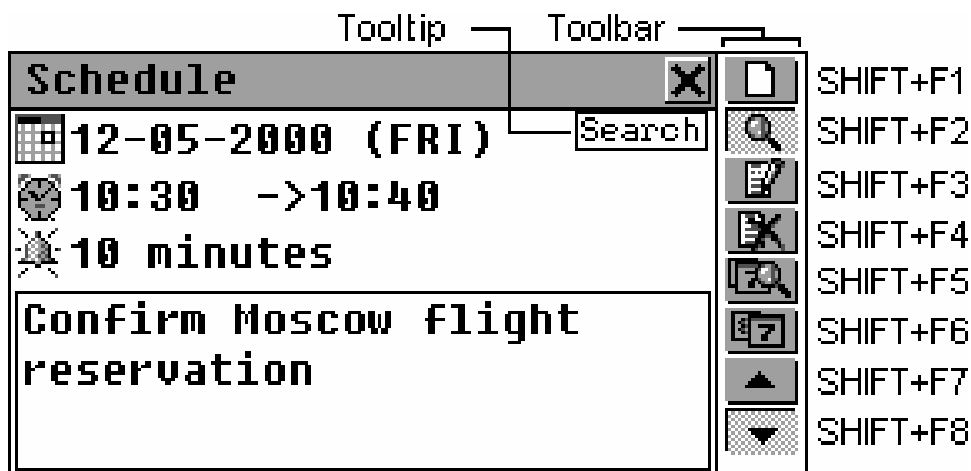 Tooltip Toolbar
Schedule SHIFT+F1
12-05-2000 (FRI) Search SHIFT+F2
10:30 ->10:40 SHIFT+F3
10 minutes SHIFT+F4
SHIFT+F5
Confirm Moscow flight SHIFT+F6
reservation SHIFT+F7
SHIFT+F8